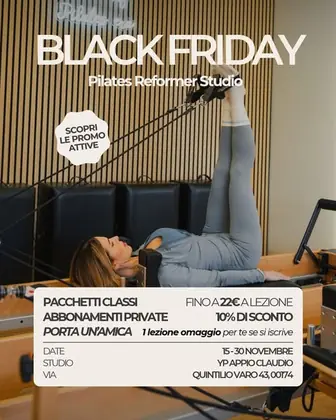 BLACK FRIDAY
Pilates Reformer Studio
SCOPRI
LE PROMO
ATTIVE
PACCHETTI CLASSI FINO A 22€ A LEZIONE
ABBONAMENTI PRIVATE 10% DI SCONTO
PORTA UN'AMICA 1 lezione omaggio per te se si iscrive
DATE 15 - 30 NOVEMBRE
STUDIO YP APPIO CLAUDIO
VIA QUINTILIO VARO 43, 00174